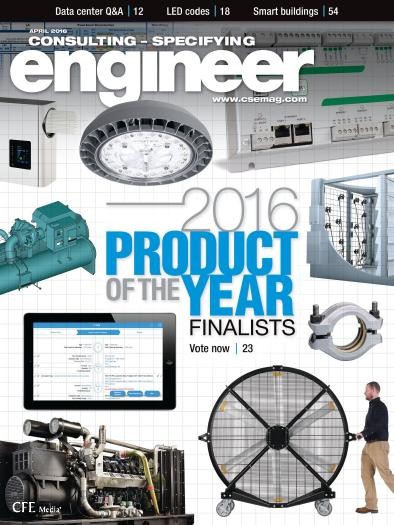 Data center Q&A | 12 LED codes | 18 Smart buildings | 54
APRIL 2016
CONSULTING - SPECIFYING
engineer
www.csemag.com
2016
PRODUCT
OF THE YEAR
FINALISTS
Vote now | 23
CFE Media